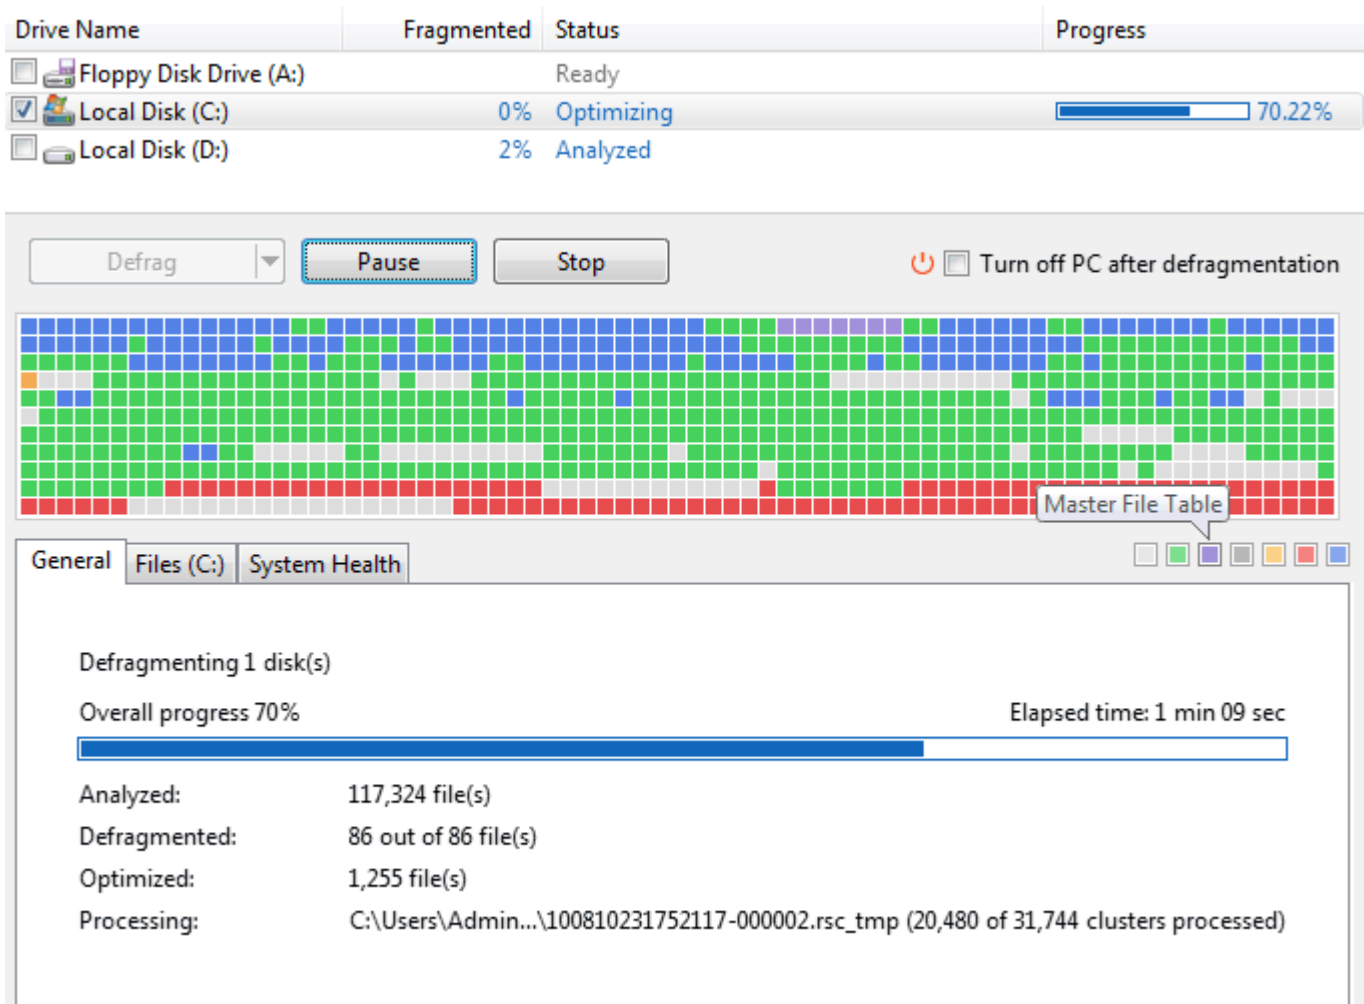 Drive Name Fragmented Status Progress
Floppy Disk Drive (A:) Ready
Local Disk (C:) 0% Optimizing 70.22%
Local Disk (D:) 2% Analyzed
Defrag Pause Stop Turn off PC after defragmentation
Master File Table
General Files (C:) System Health
Defragmenting 1 disk(s)
Overall progress 70% Elapsed time: 1 min 09 sec
Analyzed: 117,324 file(s)
Defragmented: 86 out of 86 file(s)
Optimized: 1,255 file(s)
Processing: C:\Users\Admin...\100810231752117-000002.rsc_tmp (20,480 of 31,744 clusters processed)